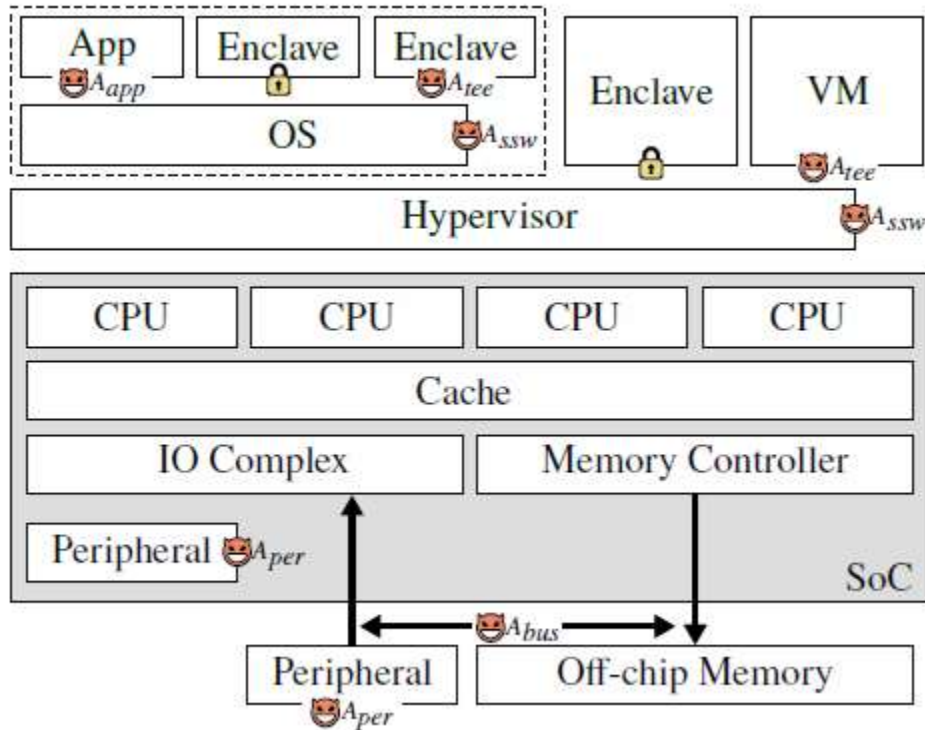 App Enclave Enclave
A_app A_tee
OS A_ssw
Enclave VM
A_tee
Hypervisor A_ssw
CPU CPU CPU CPU
Cache
IO Complex Memory Controller
Peripheral A_per
SoC
A_bus
Peripheral Off-chip Memory
A_per